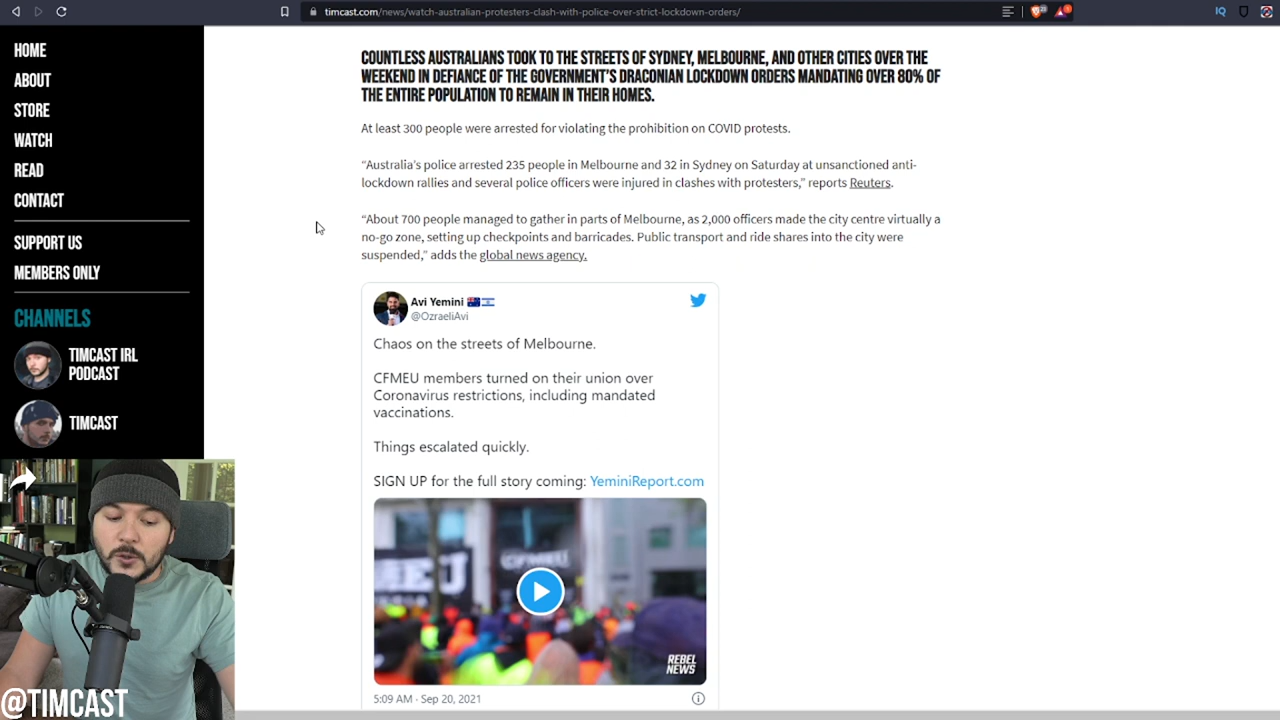 timcast.com/news/watch-australian-protesters-clash-with-police-over-strict-lockdown-orders/
IQ
HOME
ABOUT
STORE
WATCH
READ
CONTACT
SUPPORT US
MEMBERS ONLY
CHANNELS
TIMCAST IRL
PODCAST
TIMCAST
@TIMCAST
COUNTLESS AUSTRALIANS TOOK TO THE STREETS OF SYDNEY, MELBOURNE, AND OTHER CITIES OVER THE
WEEKEND IN DEFIANCE OF THE GOVERNMENT'S DRACONIAN LOCKDOWN ORDERS MANDATING OVER 80% OF
THE ENTIRE POPULATION TO REMAIN IN THEIR HOMES.
At least 300 people were arrested for violating the prohibition on COVID protests.
“Australia’s police arrested 235 people in Melbourne and 32 in Sydney on Saturday at unsanctioned anti-
lockdown rallies and several police officers were injured in clashes with protesters,” reports Reuters.
“About 700 people managed to gather in parts of Melbourne, as 2,000 officers made the city centre virtually a
no-go zone, setting up checkpoints and barricades. Public transport and ride shares into the city were
suspended,” adds the global news agency.
Avi Yemini
@OzraeliAvi
Chaos on the streets of Melbourne.
CFMEU members turned on their union over
Coronavirus restrictions, including mandated
vaccinations.
Things escalated quickly.
SIGN UP for the full story coming: YeminiReport.com
CFMEU
MEU
REBEL
NEWS
5:09 AM · Sep 20, 2021